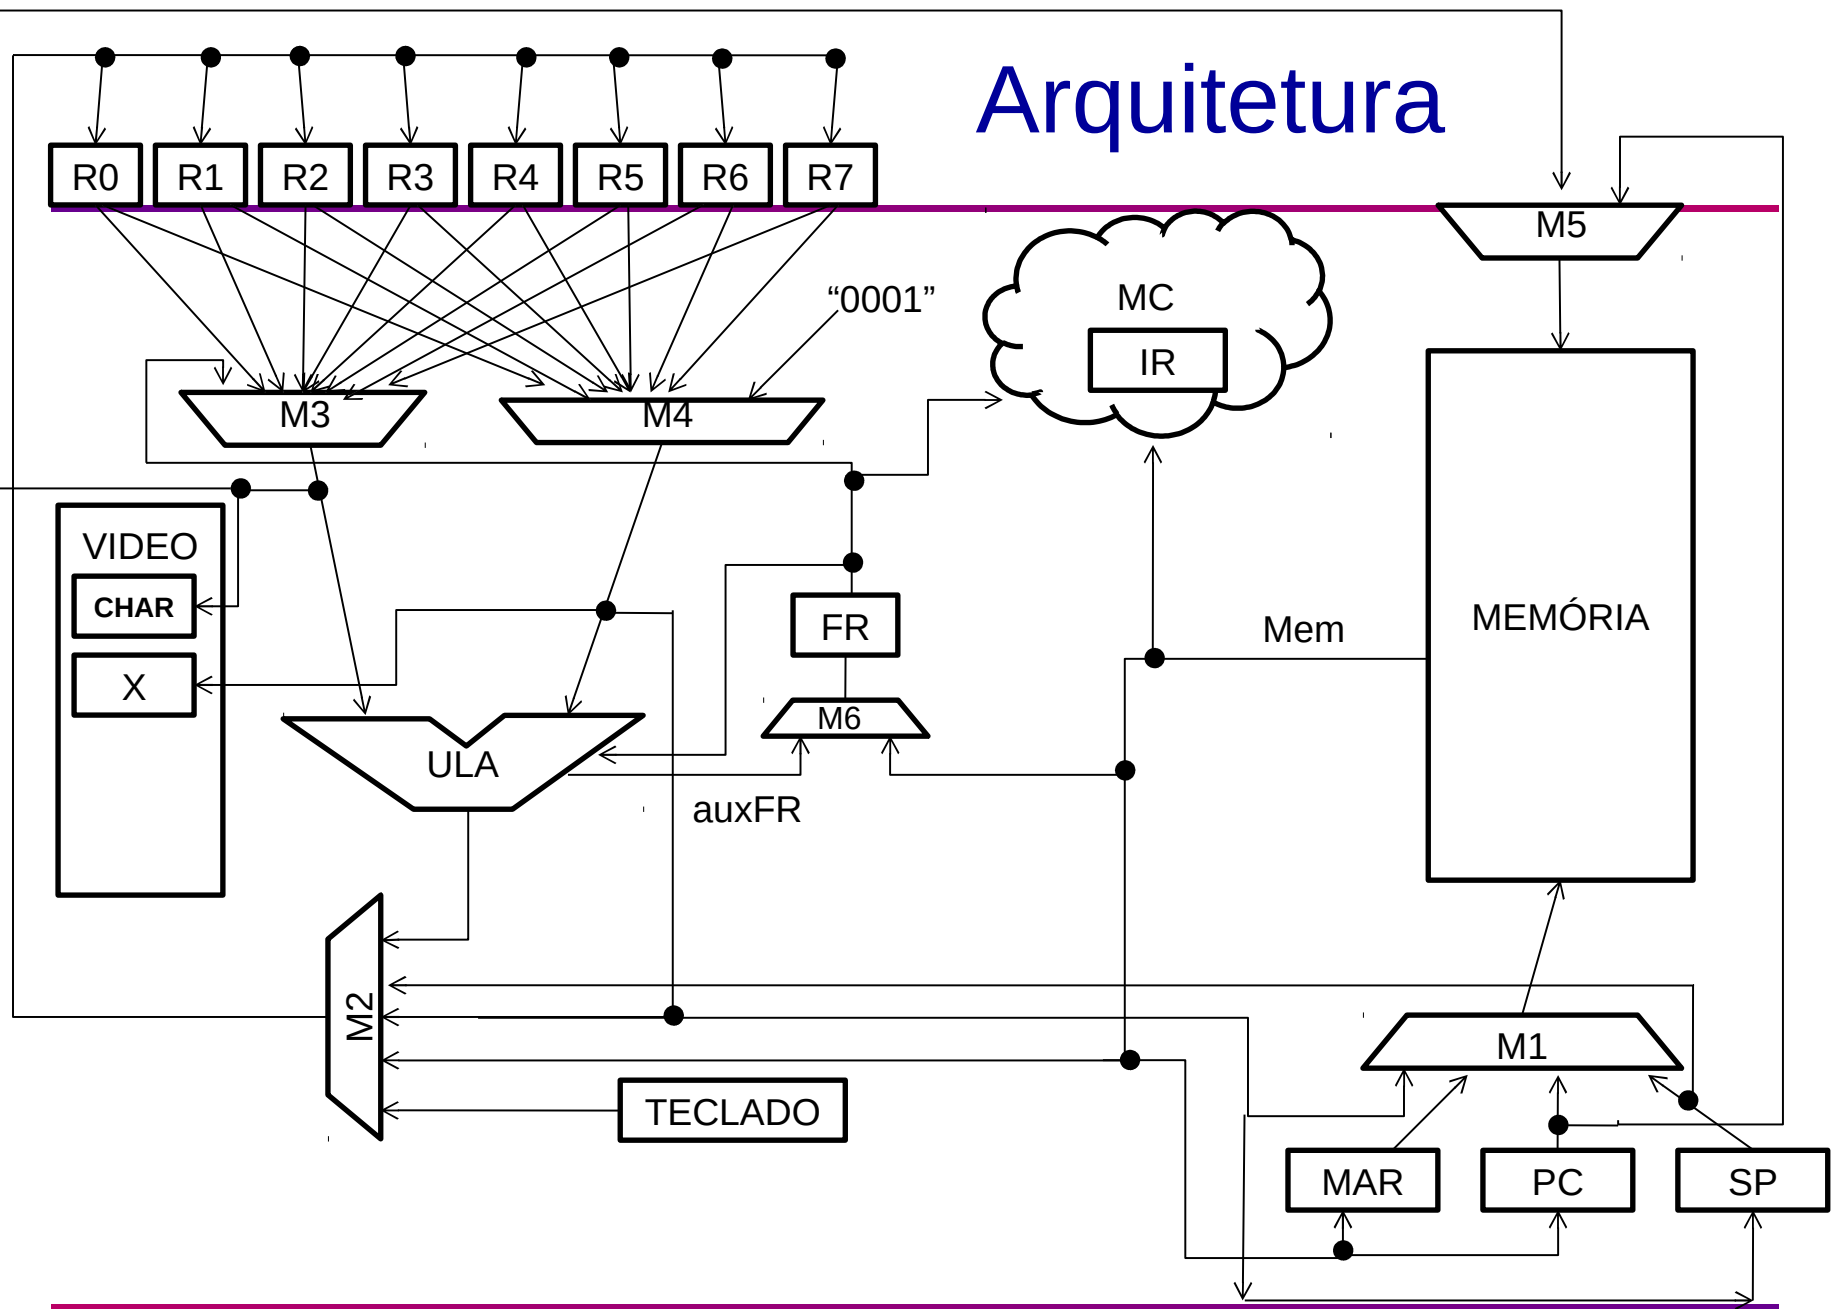 Arquitetura
R0 R1 R2 R3 R4 R5 R6 R7
M5
“0001”
MC
IR
M3
M4
VIDEO
CHAR
X
FR
Mem
MEMÓRIA
M6
ULA
auxFR
M2
M1
TECLADO
MAR
PC
SP